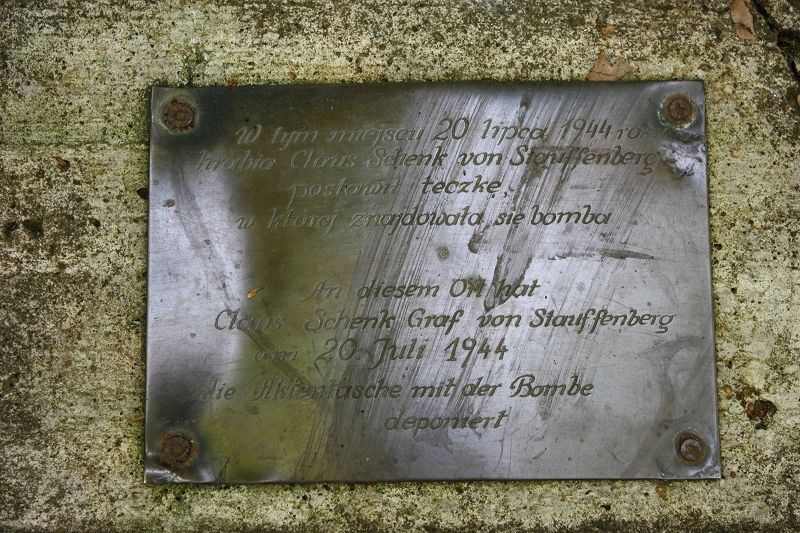 W tym miejscu 20 lipca 1944 roku
hrabia Claus Schenk von Stauffenberg
postawił teczkę,
w której znajdowała się bomba
An diesem Ort hat
Claus Schenk Graf von Stauffenberg
am 20 Juli 1944
die Aktentasche mit der Bombe
deponiert